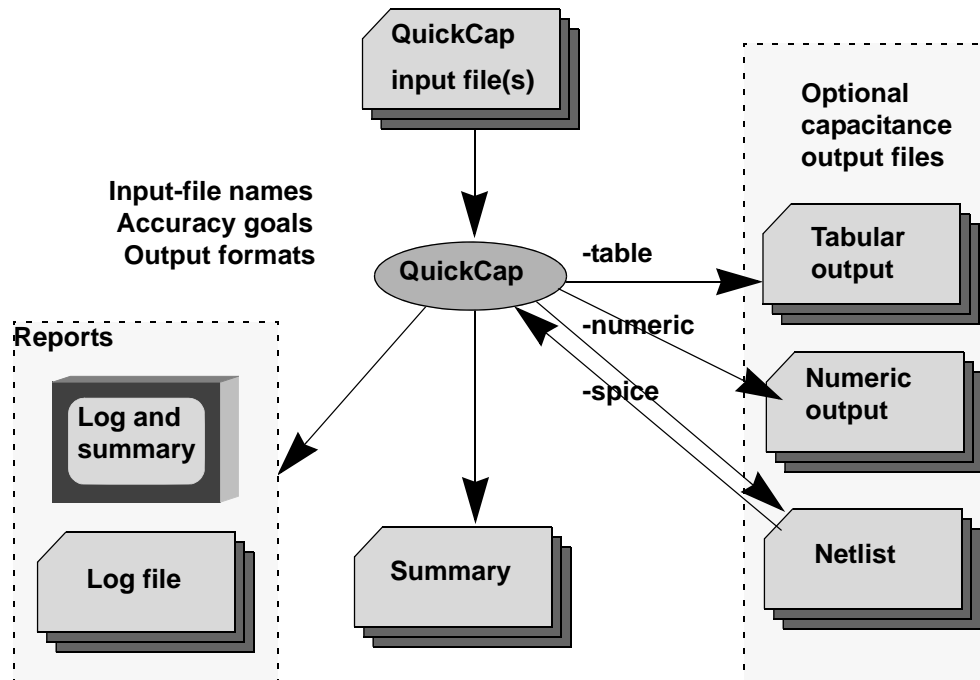 QuickCap
input file(s)
Optional
capacitance
output files
Input-file names
Accuracy goals
Output formats
QuickCap
-table
Tabular
output
-numeric
Numeric
output
-spice
Netlist
Reports
Log and
summary
Log file
Summary